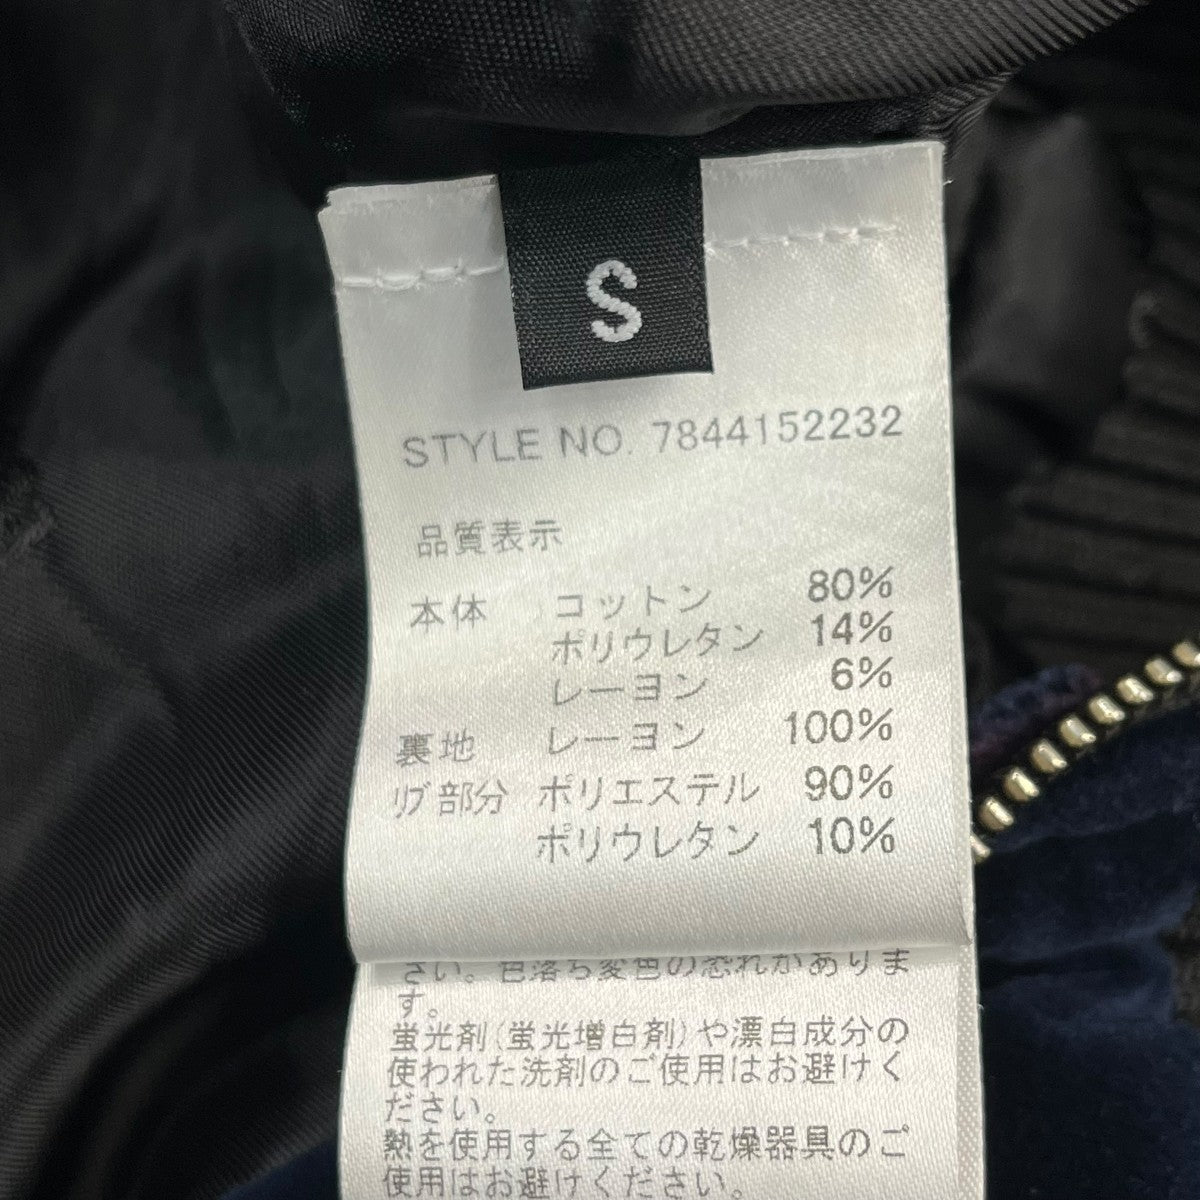 S
STYLE NO. 7844152232
品質表示
本体 コットン 80%
ポリウレタン 14%
レーヨン 6%
裏地 レーヨン 100%
リブ部分 ポリエステル 90%
ポリウレタン 10%
さい。色落ち変色の恐れがありま
す。
蛍光剤(蛍光増白剤)や漂白成分の
使われた洗剤のご使用はお避けく
ださい。
熱を使用する全ての乾燥器具のご
使用はお避けください。